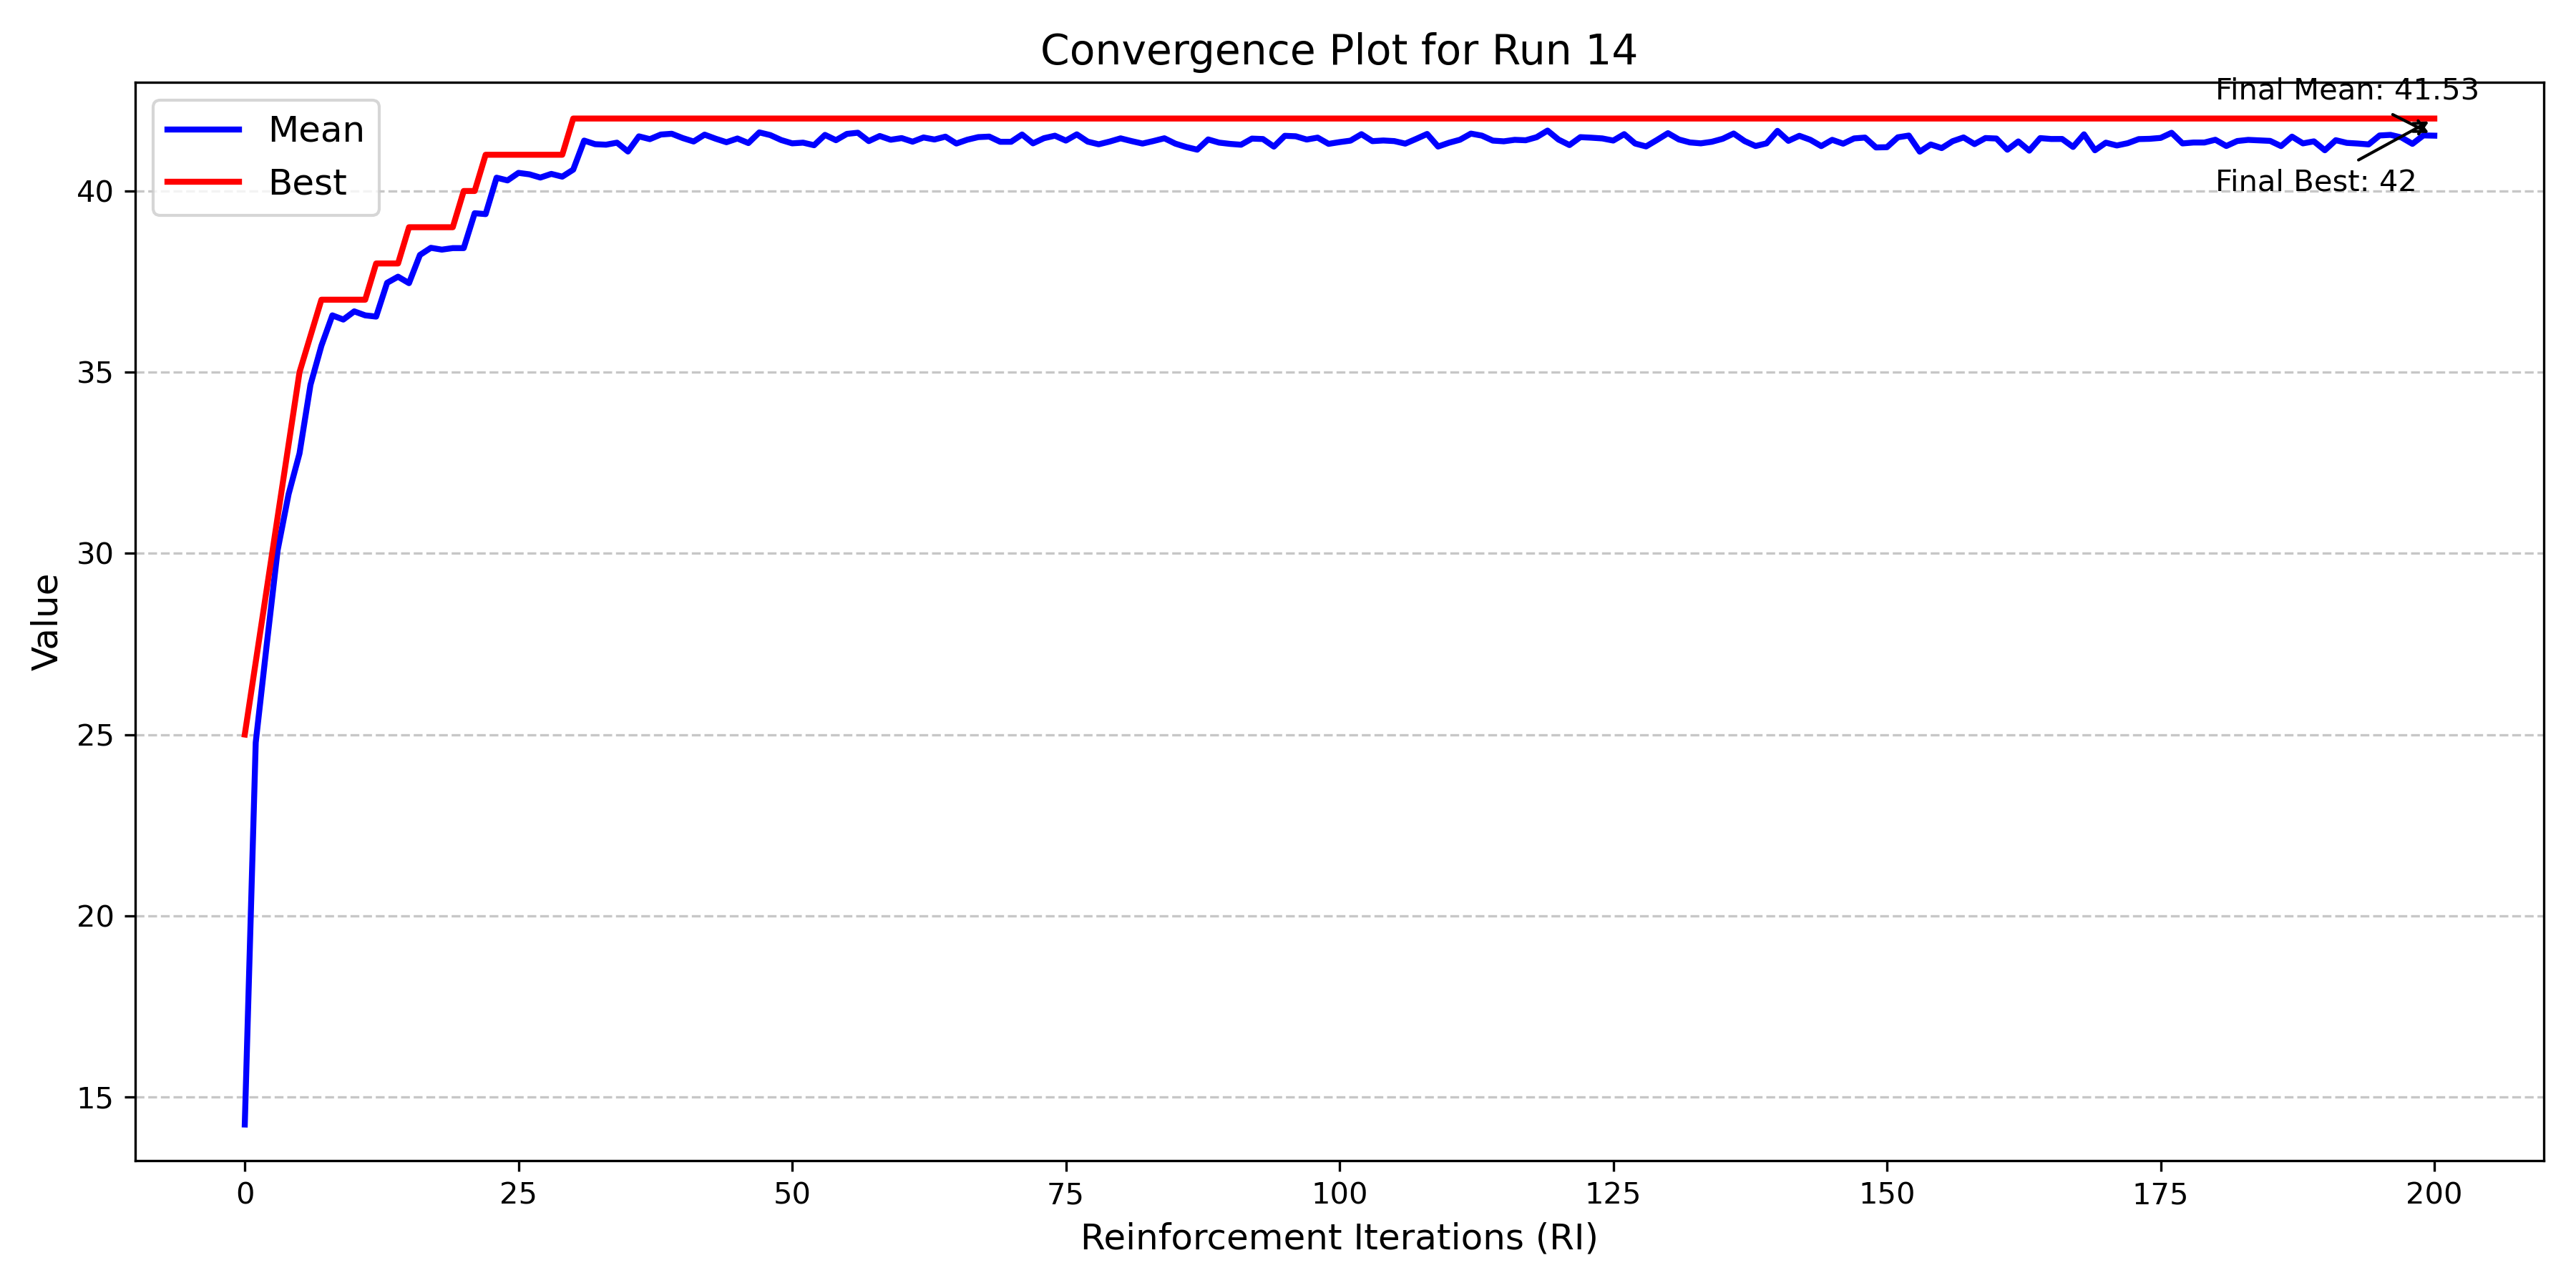 Convergence Plot for Run 14
Final Mean: 41.53
Mean
Best
Final Best: 42
40
35
30
25
20
15
Value
0 25 50 75 100 125 150 175 200
Reinforcement Iterations (RI)